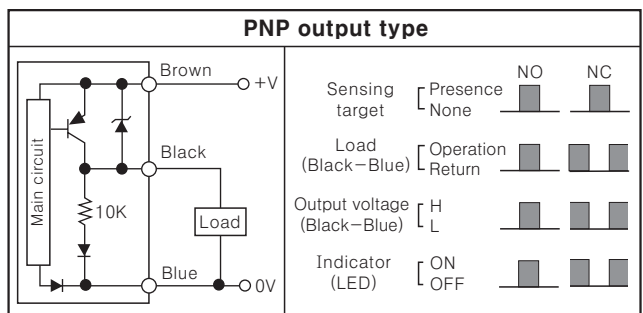 PNP output type
Brown
+V
Black
Main circuit
10K
Load
Blue
0V
NO NC
Sensing target Presence None
Load (Black−Blue) Operation Return
Output voltage (Black−Blue) H L
Indicator (LED) ON OFF